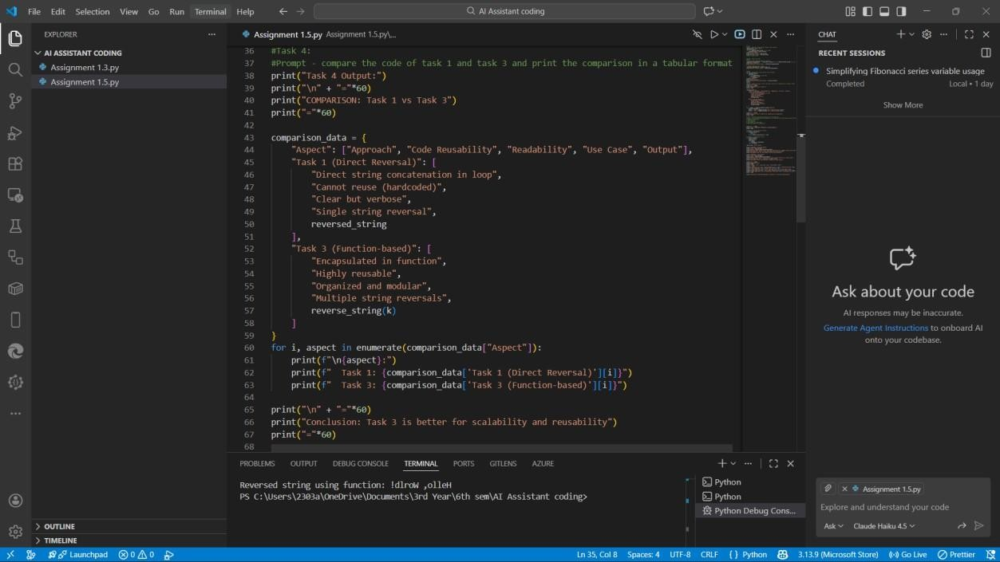 File Edit Selection View Go Run Terminal Help
AI Assistant coding
EXPLORER
AI ASSISTANT CODING
Assignment 1.3.py
Assignment 1.5.py
OUTLINE
TIMELINE
Assignment 1.5.py Assignment 1.5.py\...
36 #Task 4:
37 #Prompt - compare the code of task 1 and task 3 and print the comparison in a tabular format
38 print("Task 4 Output:")
39 print("\n" + "="*60)
40 print("COMPARISON: Task 1 vs Task 3")
41 print("="*60)
42
43 comparison_data = {
44     "Aspect": ["Approach", "Code Reusability", "Readability", "Use Case", "Output"],
45     "Task 1 (Direct Reversal)": [
46         "Direct string concatenation in loop",
47         "Cannot reuse (hardcoded)",
48         "Clear but verbose",
49         "Single string reversal",
50         reversed_string
51     ],
52     "Task 3 (Function-based)": [
53         "Encapsulated in function",
54         "Highly reusable",
55         "Organized and modular",
56         "Multiple string reversals",
57         reverse_string(k)
58     ]
59 }
60 for i, aspect in enumerate(comparison_data["Aspect"]):
61     print(f"\n{aspect}:")
62     print(f"  Task 1: {comparison_data['Task 1 (Direct Reversal)'][i]}")
63     print(f"  Task 3: {comparison_data['Task 3 (Function-based)'][i]}")
64
65 print("\n" + "="*60)
66 print("Conclusion: Task 3 is better for scalability and reusability")
67 print("="*60)
68
PROBLEMS OUTPUT DEBUG CONSOLE TERMINAL PORTS GITLENS AZURE
Reversed string using function: !dlroW ,olleH
PS C:\Users\2303a\OneDrive\Documents\3rd Year\6th sem\AI Assistant coding>
Python
Python
Python Debug Cons...
CHAT
RECENT SESSIONS
Simplifying Fibonacci series variable usage
Completed Local • 1 day
Show More
Ask about your code
AI responses may be inaccurate.
Generate Agent Instructions to onboard AI
onto your codebase.
Assignment 1.5.py
Explore and understand your code
Ask Claude Haiku 4.5
Launchpad 0 0 Ln 35, Col 8 Spaces: 4 UTF-8 CRLF { } Python 3.13.9 (Microsoft Store) Go Live Prettier